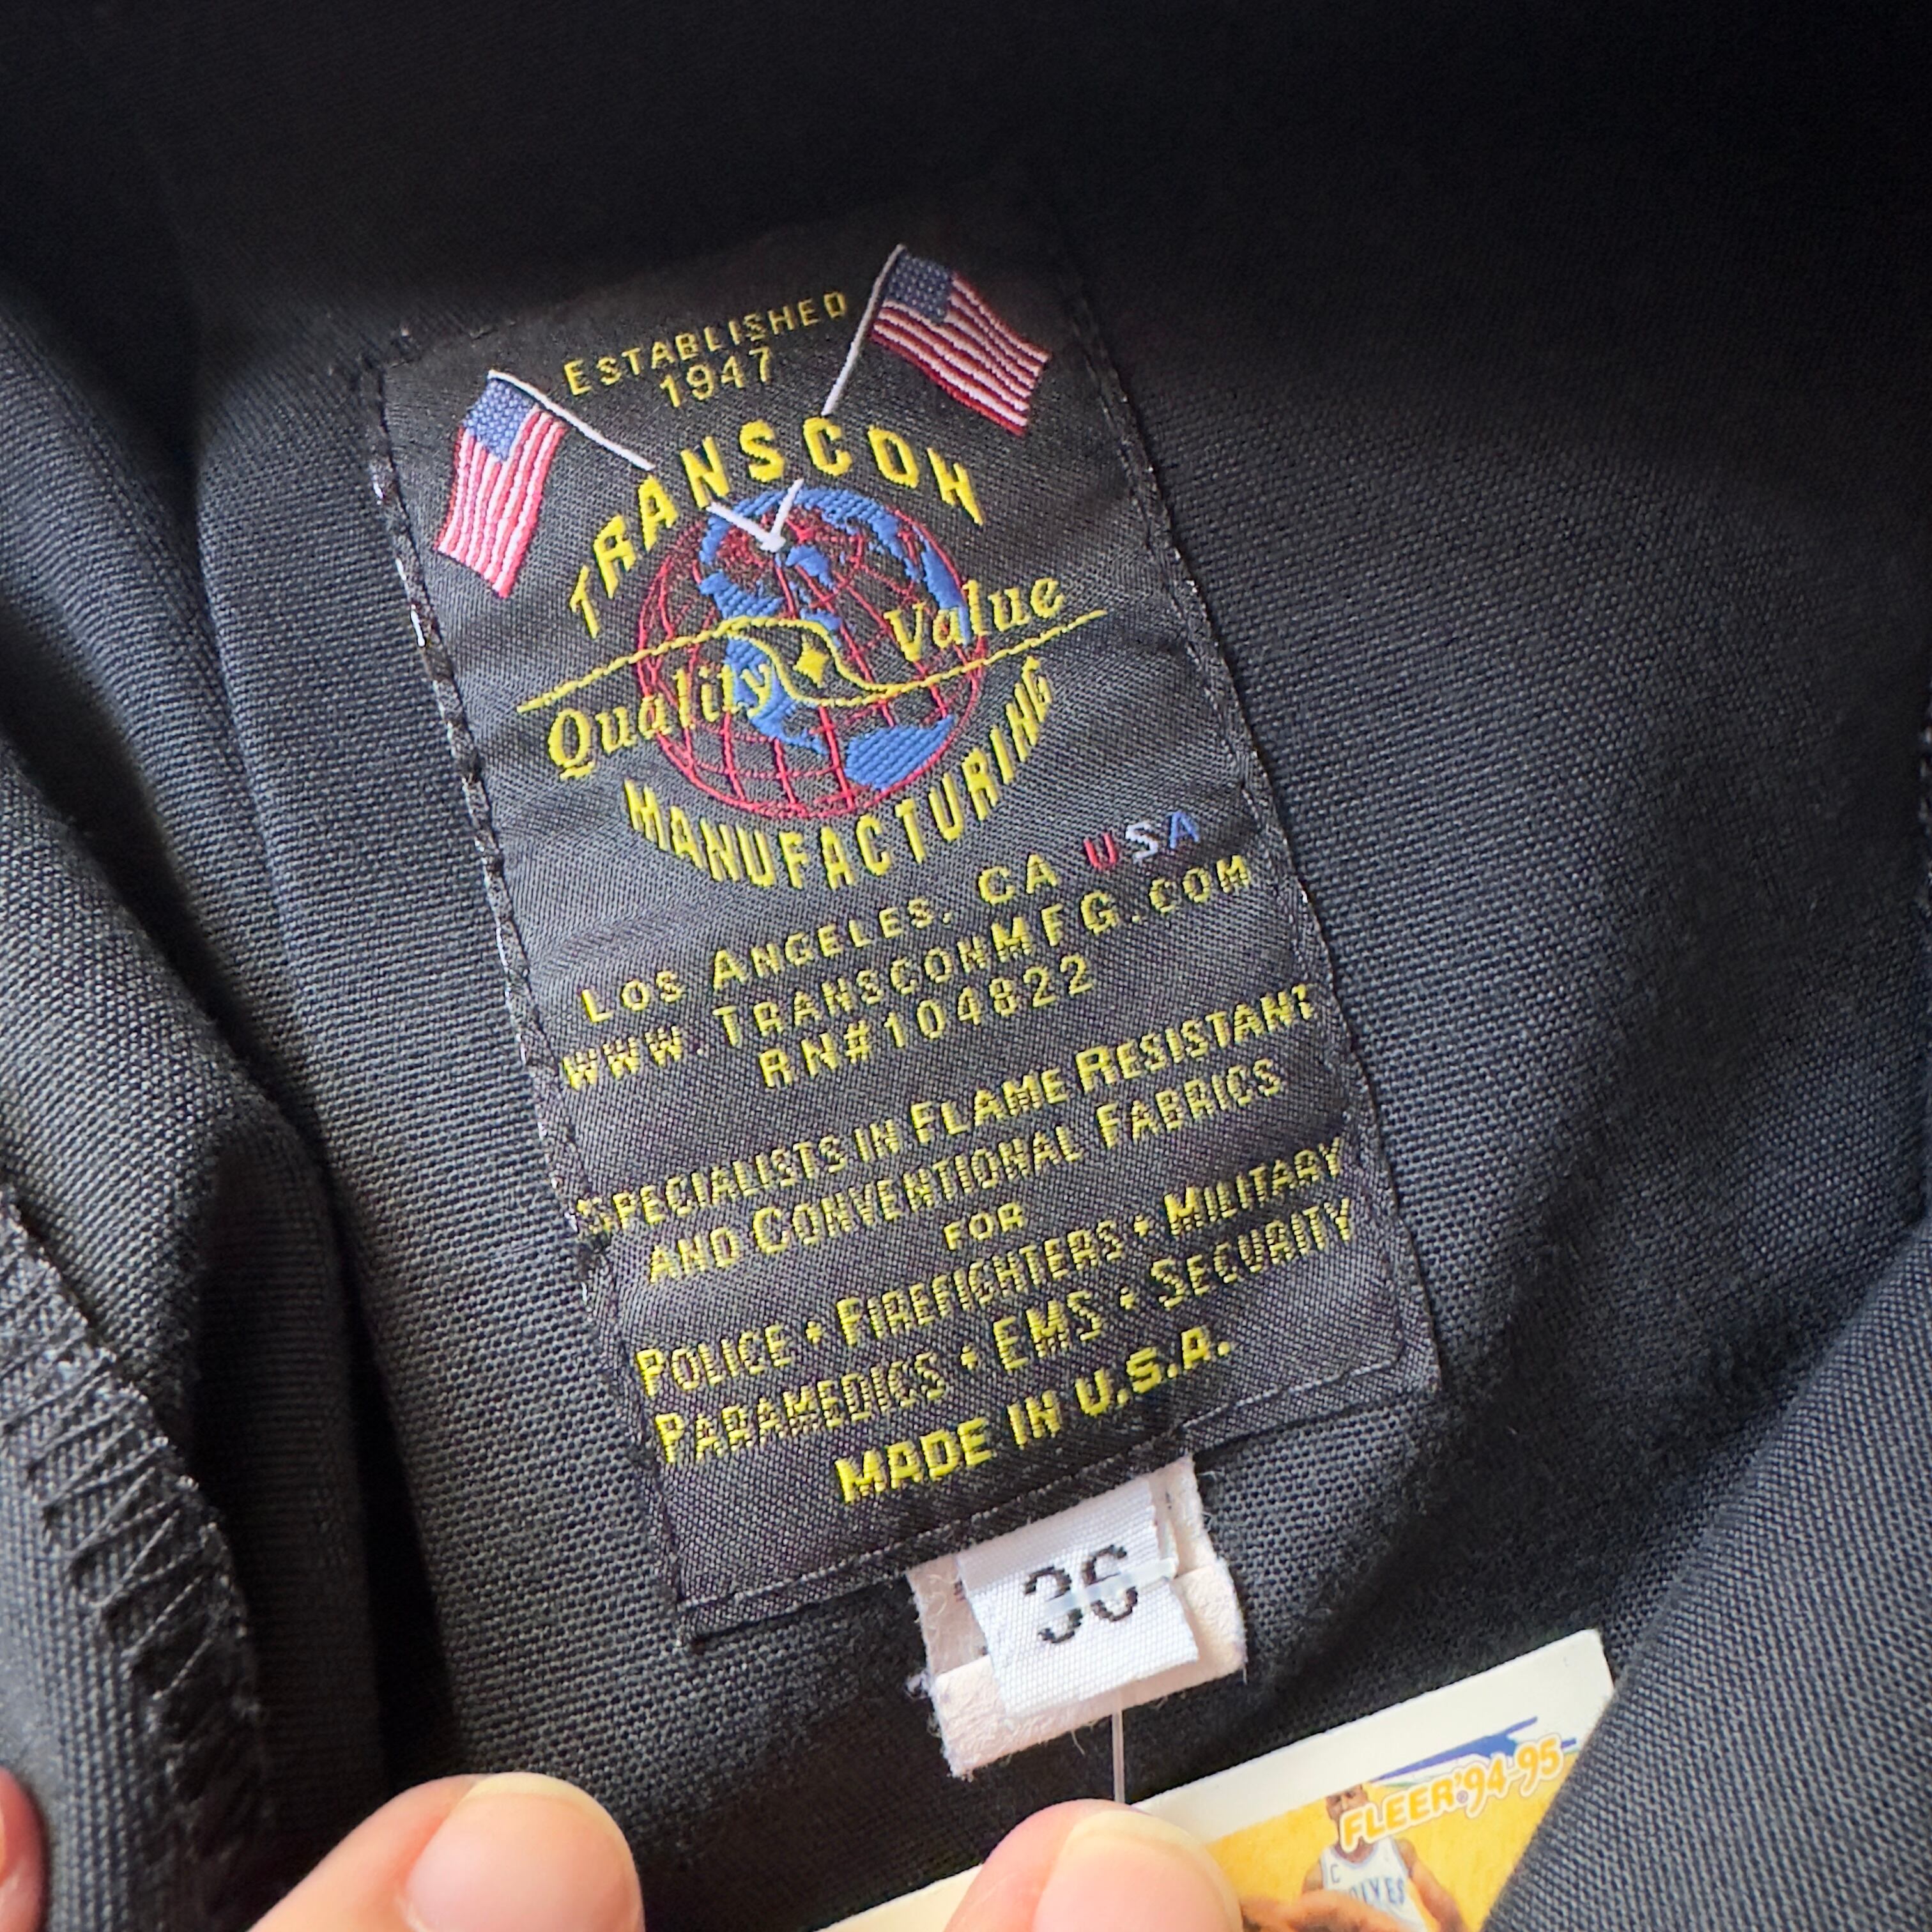 ESTABLISHED
1947
TRANSCON
Quality Value
MANUFACTURING
LOS ANGELES, CA USA
WWW.TRANSCONMFG.COM
RN#104822
SPECIALISTS IN FLAME RESISTANT
AND CONVENTIONAL FABRICS
FOR
POLICE • FIREFIGHTERS • MILITARY
PARAMEDICS • EMS • SECURITY
MADE IN U.S.A.
36
FLEER '94-95
C
OLVES